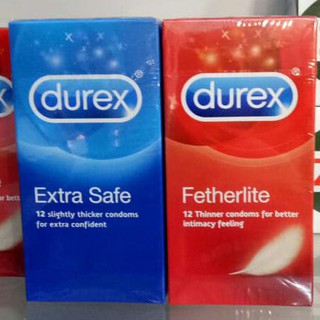 durex
Extra Safe
12 slightly thicker condoms
for extra confident
durex
Fetherlite
12 Thinner condoms for better
intimacy feeling